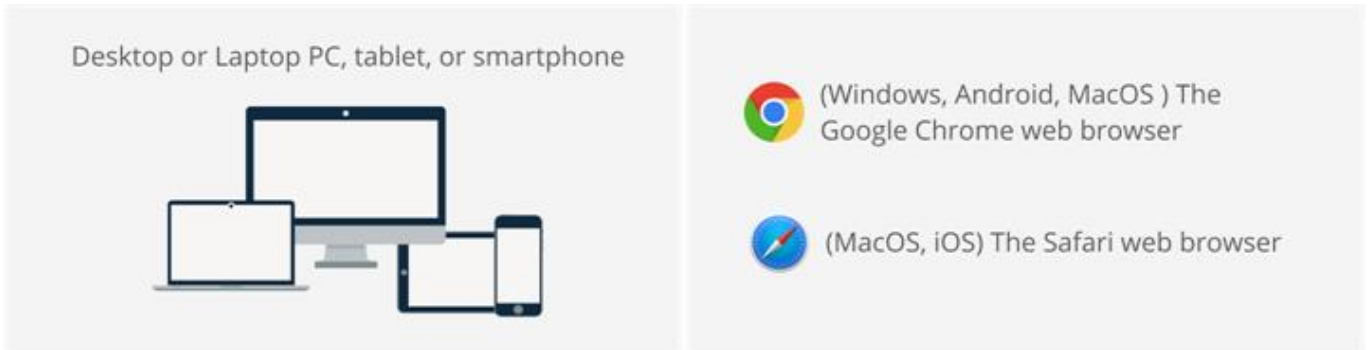 Desktop or Laptop PC, tablet, or smartphone
(Windows, Android, MacOS ) The
Google Chrome web browser
(MacOS, iOS) The Safari web browser